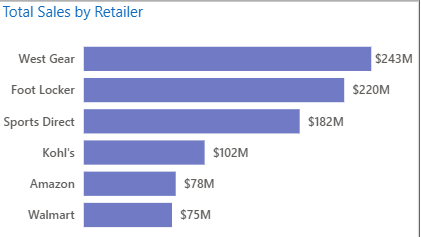 Total Sales by Retailer
West Gear $243M
Foot Locker $220M
Sports Direct $182M
Kohl's $102M
Amazon $78M
Walmart $75M